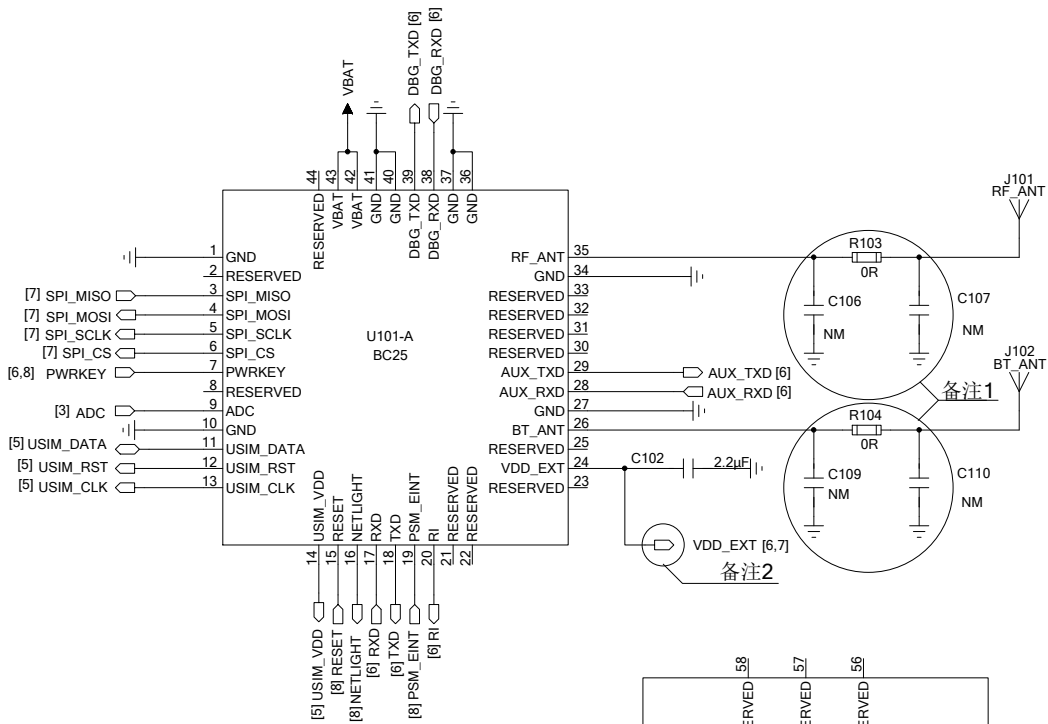 VBAT
DBG_TXD [6]
DBG_RXD [6]
44 43 42 41 40 39 38 37 36
RESERVED
VBAT
VBAT
GND
GND
DBG_TXD
DBG_RXD
GND
GND
1 GND
2 RESERVED
[7] SPI_MISO 3 SPI_MISO
[7] SPI_MOSI 4 SPI_MOSI
[7] SPI_SCLK 5 SPI_SCLK
[7] SPI_CS 6 SPI_CS
[6,8] PWRKEY 7 PWRKEY
8 RESERVED
[3] ADC 9 ADC
10 GND
[5] USIM_DATA 11 USIM_DATA
[5] USIM_RST 12 USIM_RST
[5] USIM_CLK 13 USIM_CLK
U101-A
BC25
RF_ANT 35
GND 34
RESERVED 33
RESERVED 32
RESERVED 31
RESERVED 30
AUX_TXD 29 AUX_TXD [6]
AUX_RXD 28 AUX_RXD [6]
GND 27
BT_ANT 26
RESERVED 25
VDD_EXT 24
RESERVED 23
USIM_VDD
RESET
NETLIGHT
RXD
TXD
PSM_EINT
RI
RESERVED
RESERVED
14 15 16 17 18 19 20 21 22
[5] USIM_VDD
[8] RESET
[8] NETLIGHT
[6] RXD
[6] TXD
[8] PSM_EINT
[6] RI
J101
RF_ANT
R103
0R
C106
NM
C107
NM
J102
BT_ANT
备注1
R104
0R
C109
NM
C110
NM
C102 2.2µF
VDD_EXT [6,7]
备注2
58 57 56